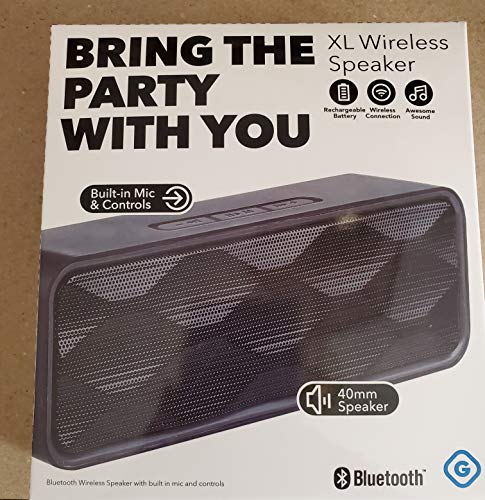 BRING THE
PARTY
WITH YOU
XL Wireless
Speaker
Rechargeable
Battery
Wireless
Connection
Awesome
Sound
Built-in Mic
& Controls
40mm
Speaker
Bluetooth Wireless Speaker with built in mic and controls
Bluetooth™
G